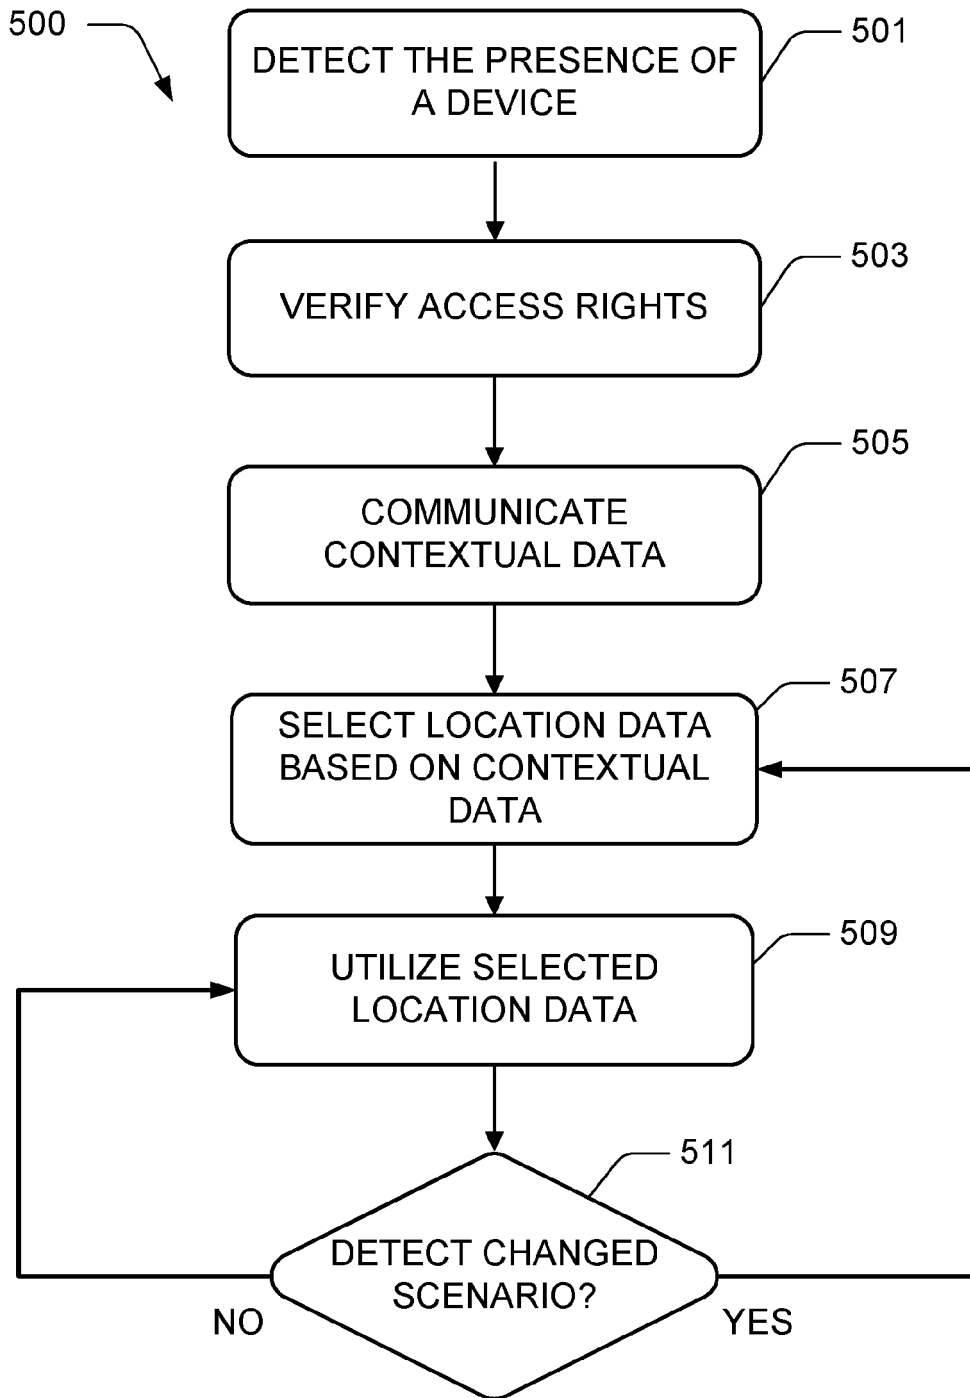 500
501
DETECT THE PRESENCE OF
A DEVICE
503
VERIFY ACCESS RIGHTS
505
COMMUNICATE
CONTEXTUAL DATA
507
SELECT LOCATION DATA
BASED ON CONTEXTUAL
DATA
509
UTILIZE SELECTED
LOCATION DATA
511
DETECT CHANGED
SCENARIO?
NO
YES